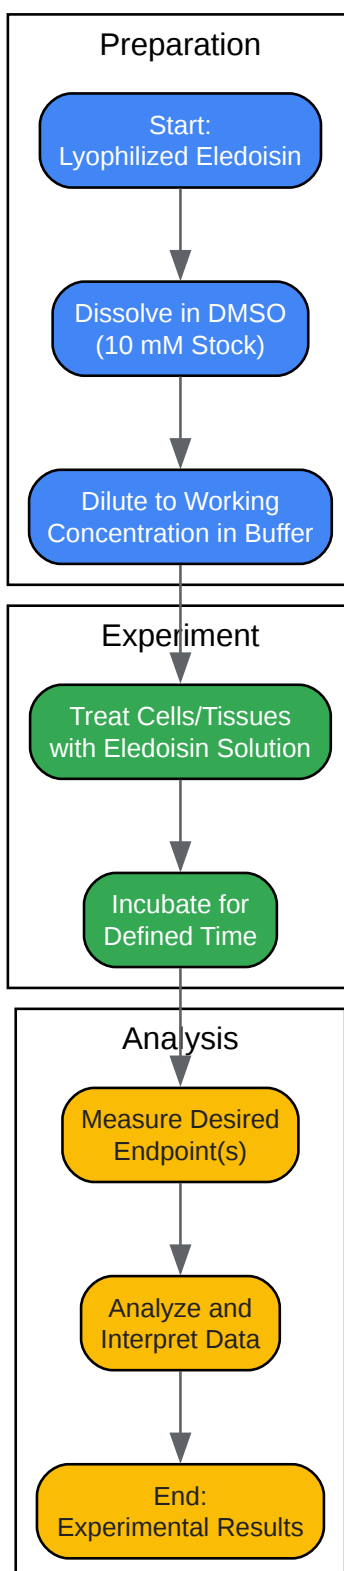 Preparation
Start:
Lyophilized Eledoisin
Dissolve in DMSO
(10 mM Stock)
Dilute to Working
Concentration in Buffer
Experiment
Treat Cells/Tissues
with Eledoisin Solution
Incubate for
Defined Time
Analysis
Measure Desired
Endpoint(s)
Analyze and
Interpret Data
End:
Experimental Results